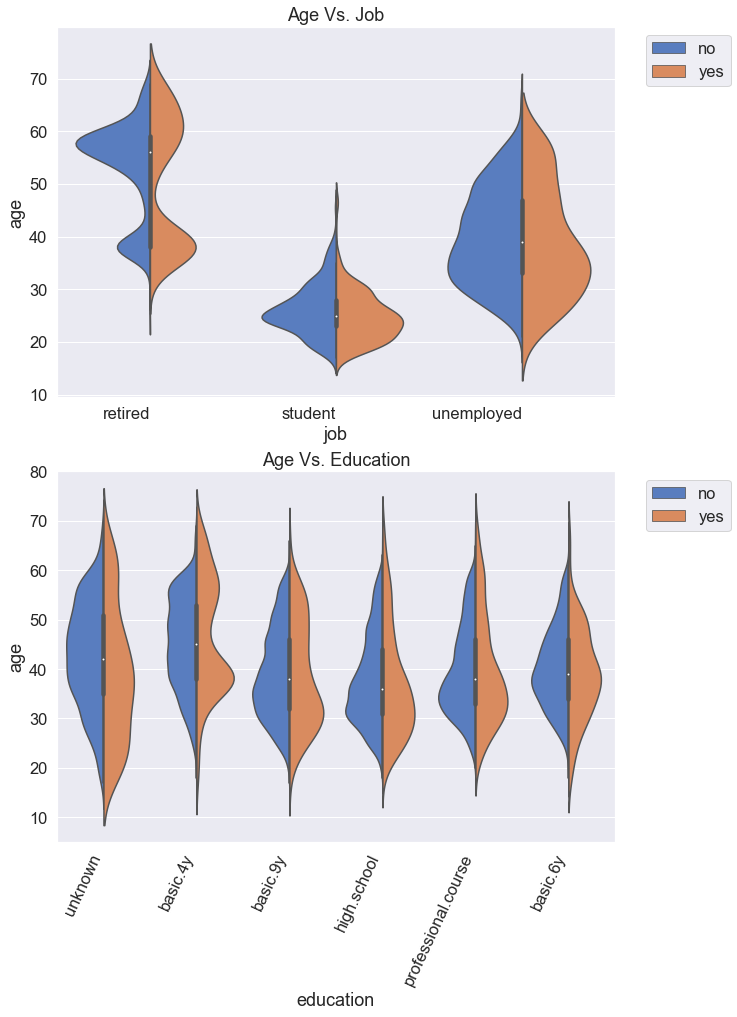 Age Vs. Job
no
yes
70
60
50
40
30
20
10
age
retired student unemployed
job
Age Vs. Education
no
yes
80
70
60
50
40
30
20
10
age
unknown basic.4y basic.9y high.school professional.course basic.6y
education